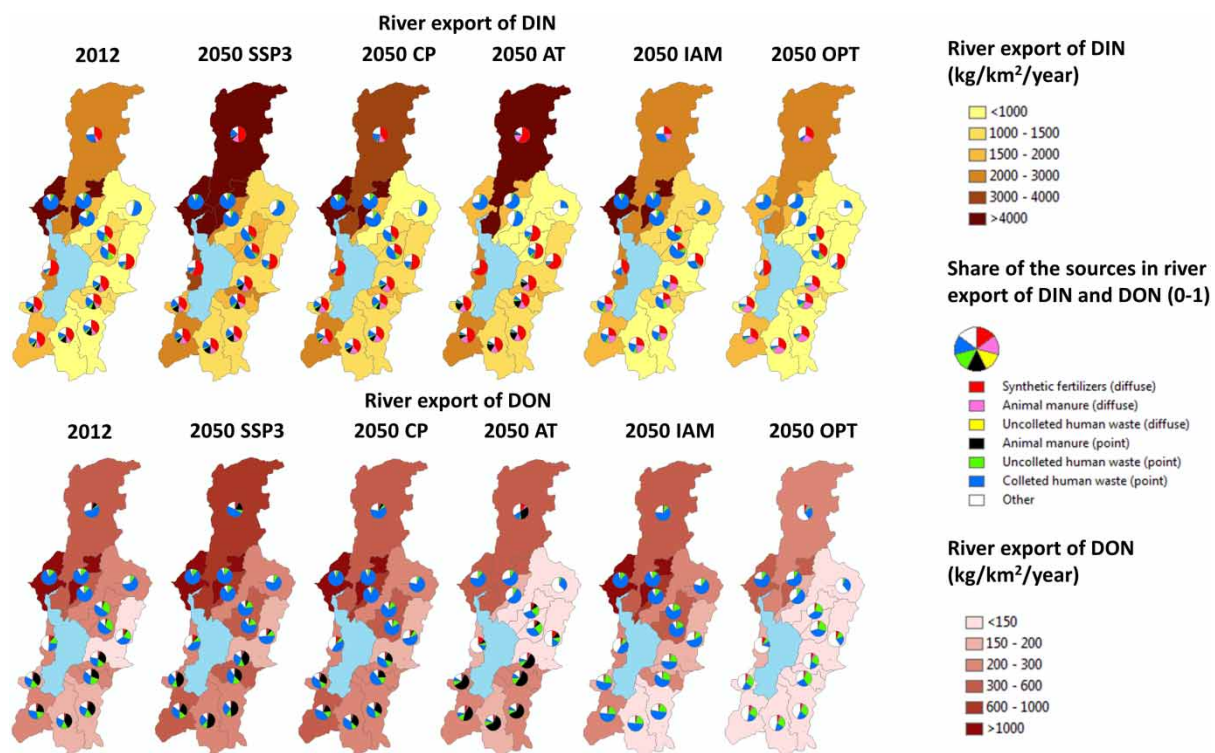 River export of DIN
2012 2050 SSP3 2050 CP 2050 AT 2050 IAM 2050 OPT
River export of DIN
(kg/km²/year)
<1000
1000 - 1500
1500 - 2000
2000 - 3000
3000 - 4000
>4000
Share of the sources in river
export of DIN and DON (0-1)
Synthetic fertilizers (diffuse)
Animal manure (diffuse)
Uncolleted human waste (diffuse)
Animal manure (point)
Uncolleted human waste (point)
Colleted human waste (point)
Other
River export of DON
2012 2050 SSP3 2050 CP 2050 AT 2050 IAM 2050 OPT
River export of DON
(kg/km²/year)
<150
150 - 200
200 - 300
300 - 600
600 - 1000
>1000